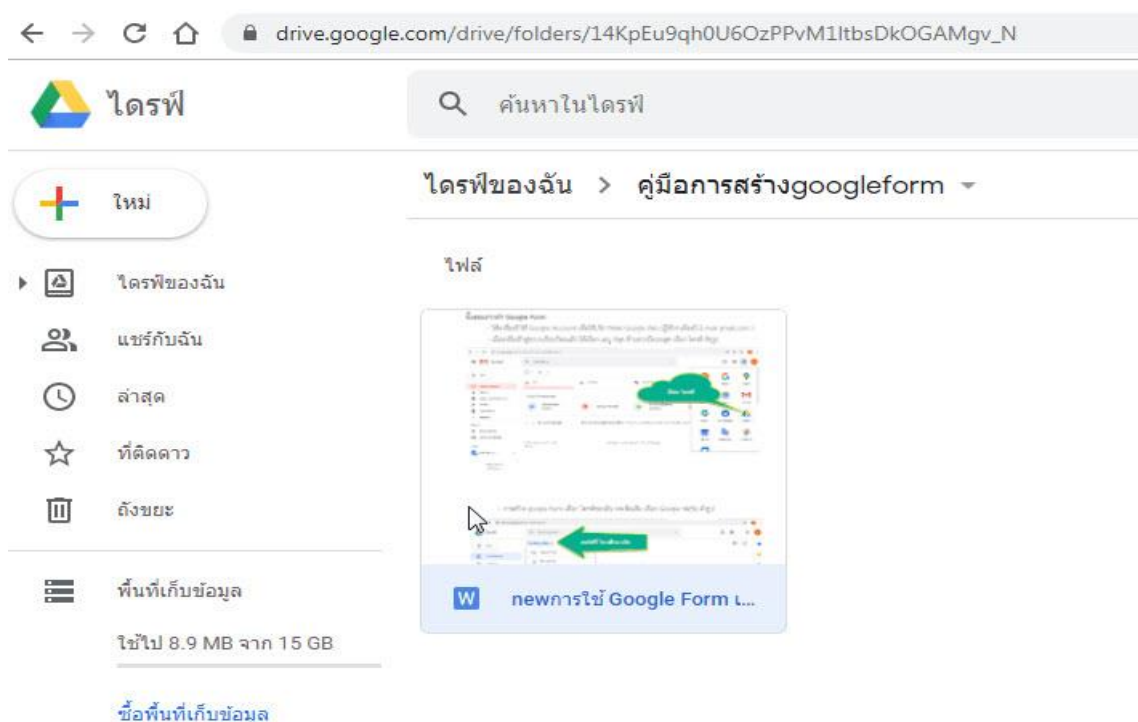 drive.google.com/drive/folders/14KpEu9qh0U6OzPPvM1ItbsDkOGAMgv_N
ไดรฟ์
ค้นหาในไดรฟ์
ใหม่
ไดรฟ์ของฉัน > คู่มือการสร้างgoogleform
ไดรฟ์ของฉัน
แชร์กับฉัน
ล่าสุด
ที่ติดดาว
ถังขยะ
พื้นที่เก็บข้อมูล
ใช้ไป 8.9 MB จาก 15 GB
ซื้อพื้นที่เก็บข้อมูล
ไฟล์
W newการใช้ Google Form เ...